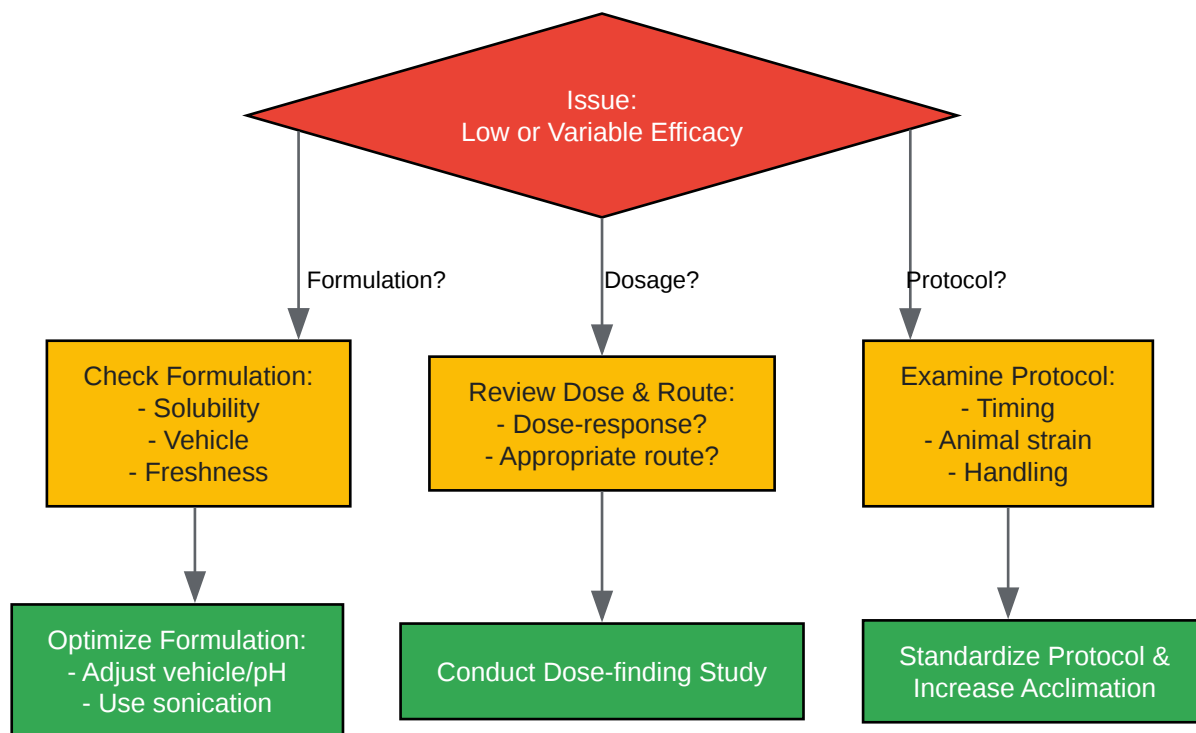 Issue:
Low or Variable Efficacy
Formulation?
Dosage?
Protocol?
Check Formulation:
- Solubility
- Vehicle
- Freshness
Review Dose & Route:
- Dose-response?
- Appropriate route?
Examine Protocol:
- Timing
- Animal strain
- Handling
Optimize Formulation:
- Adjust vehicle/pH
- Use sonication
Conduct Dose-finding Study
Standardize Protocol &
Increase Acclimation